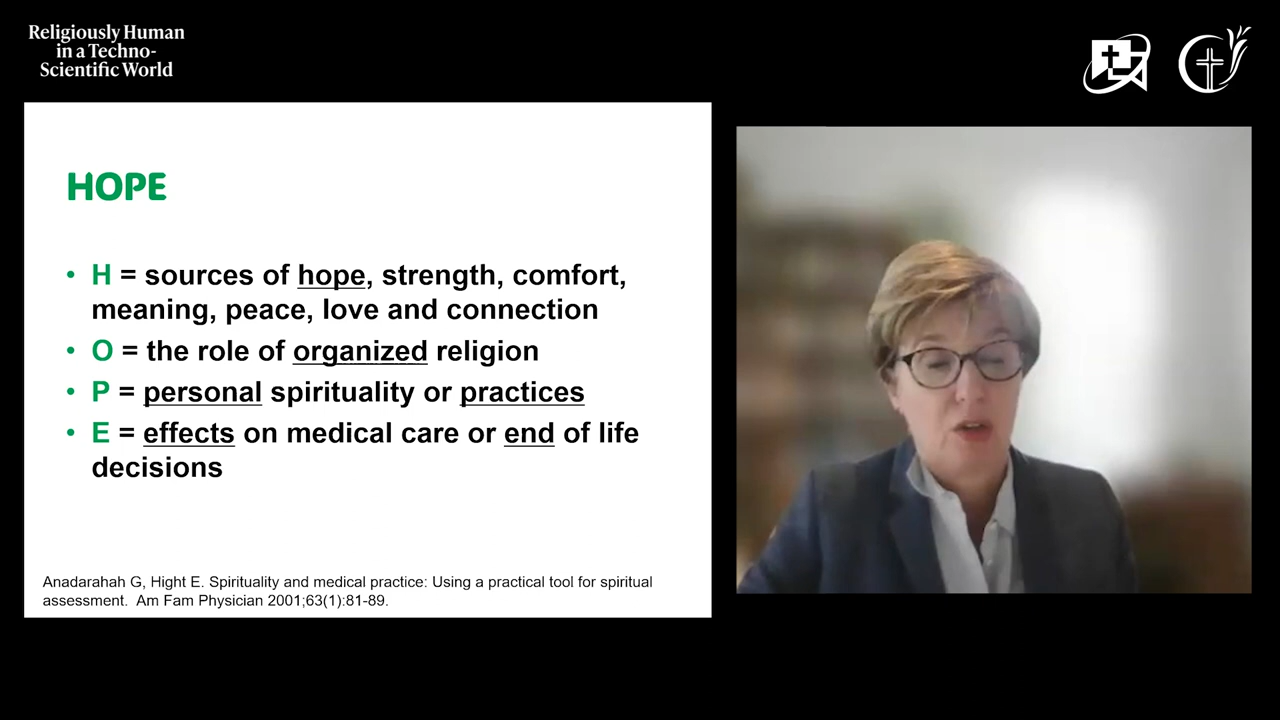 Religiously Human
in a Techno-
Scientific World
HOPE
• H = sources of hope, strength, comfort,
meaning, peace, love and connection
• O = the role of organized religion
• P = personal spirituality or practices
• E = effects on medical care or end of life
decisions
Anadarahah G, Hight E. Spirituality and medical practice: Using a practical tool for spiritual
assessment. Am Fam Physician 2001;63(1):81-89.